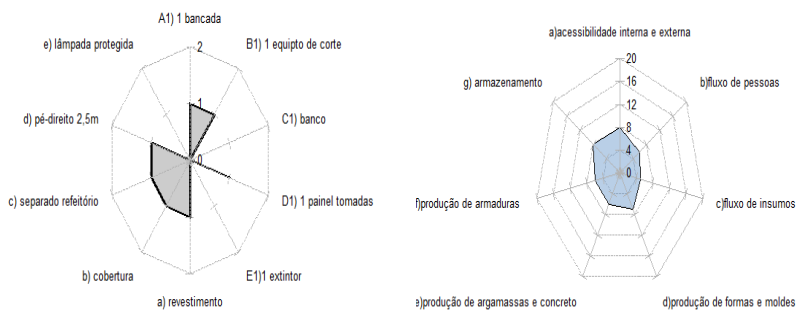 A1) 1 bancada
e) lâmpada protegida
B1) 1 equipto de corte
2
d) pé-direito 2,5m
1
C1) banco
0
c) separado refeitório
D1) 1 painel tomadas
b) cobertura
E1)1 extintor
a) revestimento
a)acessibilidade interna e externa
20
g) armazenamento
16
b)fluxo de pessoas
12
8
4
0
f)produção de armaduras
c)fluxo de insumos
e)produção de argamassas e concreto
d)produção de formas e moldes